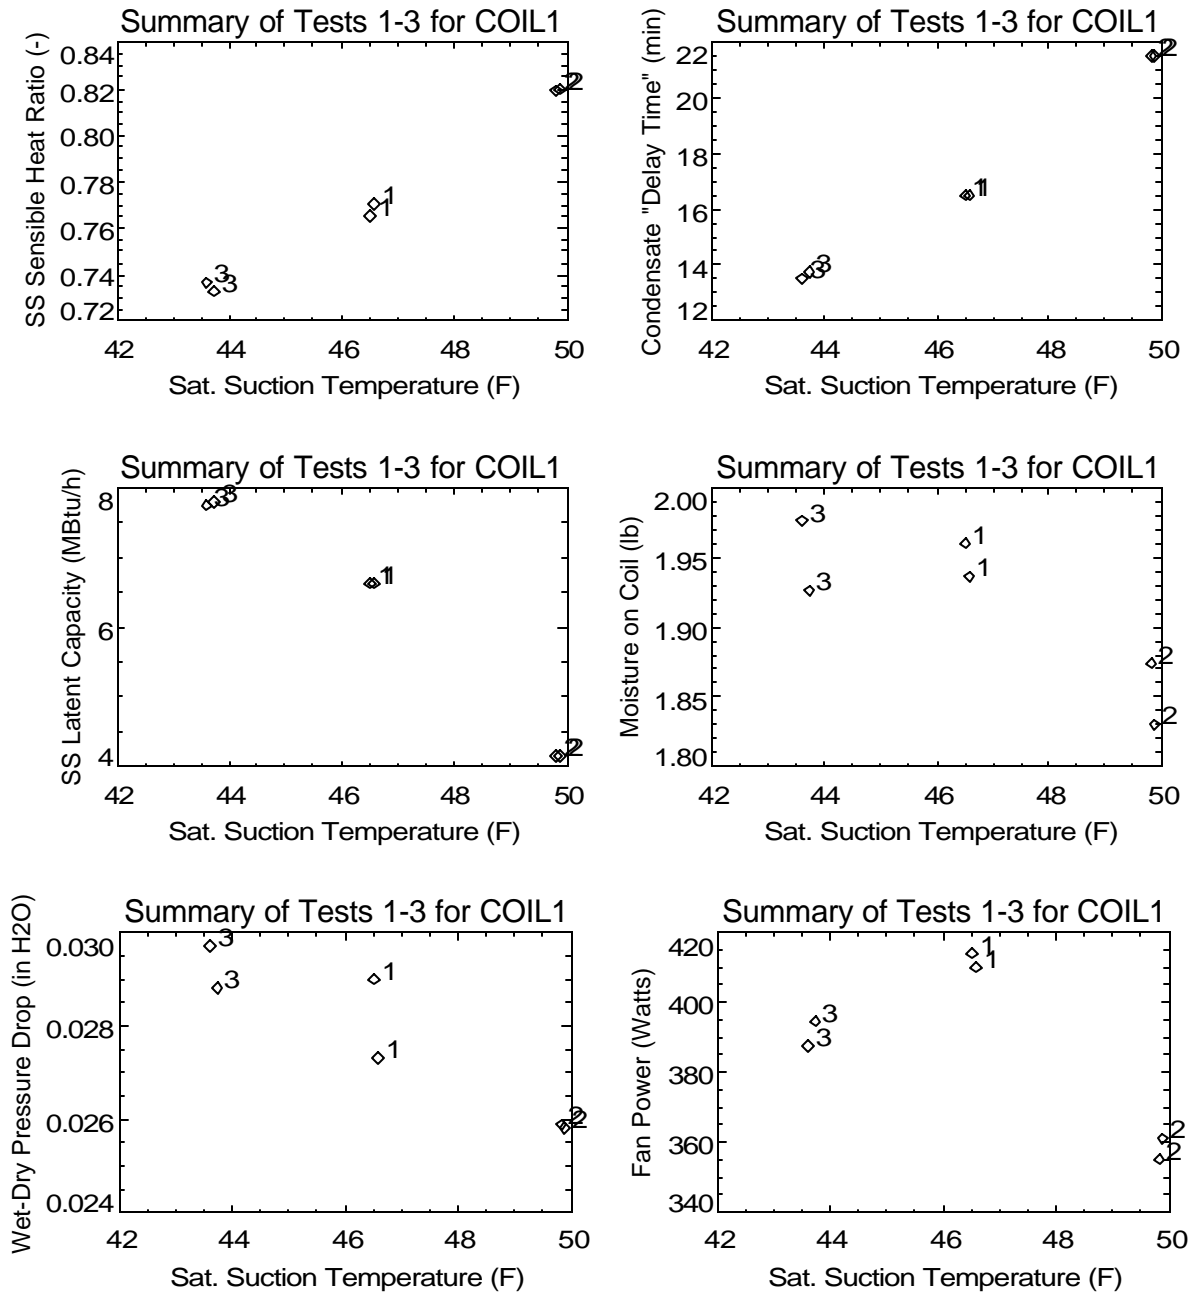 Summary of Tests 1-3 for COIL1
SS Sensible Heat Ratio (-)
0.84
0.82
0.80
0.78
0.76
0.74
0.72
2
2
1
1
3
3
42 44 46 48 50
Sat. Suction Temperature (F)
Summary of Tests 1-3 for COIL1
Condensate "Delay Time" (min)
22
20
18
16
14
12
2
2
1
1
3
3
42 44 46 48 50
Sat. Suction Temperature (F)
Summary of Tests 1-3 for COIL1
SS Latent Capacity (MBtu/h)
8
6
4
3
3
1
1
2
2
42 44 46 48 50
Sat. Suction Temperature (F)
Summary of Tests 1-3 for COIL1
Moisture on Coil (lb)
2.00
1.95
1.90
1.85
1.80
3
1
1
3
2
2
42 44 46 48 50
Sat. Suction Temperature (F)
Summary of Tests 1-3 for COIL1
Wet-Dry Pressure Drop (in H2O)
0.030
0.028
0.026
0.024
3
3
1
1
2
2
42 44 46 48 50
Sat. Suction Temperature (F)
Summary of Tests 1-3 for COIL1
Fan Power (Watts)
420
400
380
360
340
1
1
3
3
2
2
42 44 46 48 50
Sat. Suction Temperature (F)